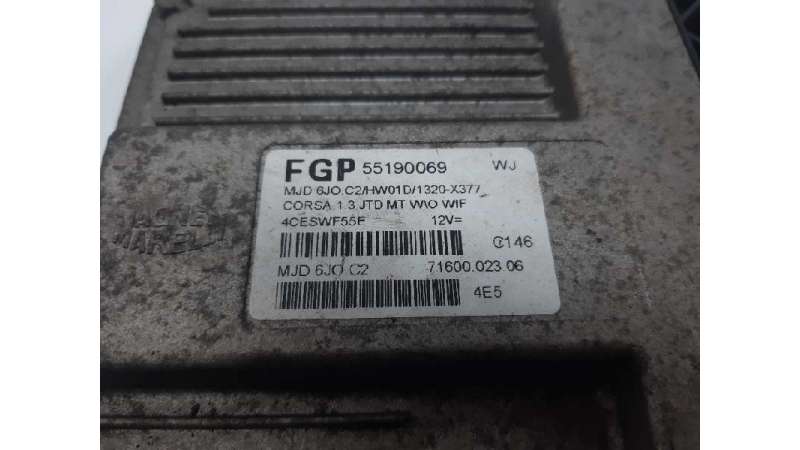 FGP 55190069 WJ
MJD 6JO.C2/HW01D/1320-X377
CORSA 1.3 JTD MT W\O WIF
4CESWF55F 12V=
C146
MJD 6JO.C2 71600.023.06
4E5
MARELLI